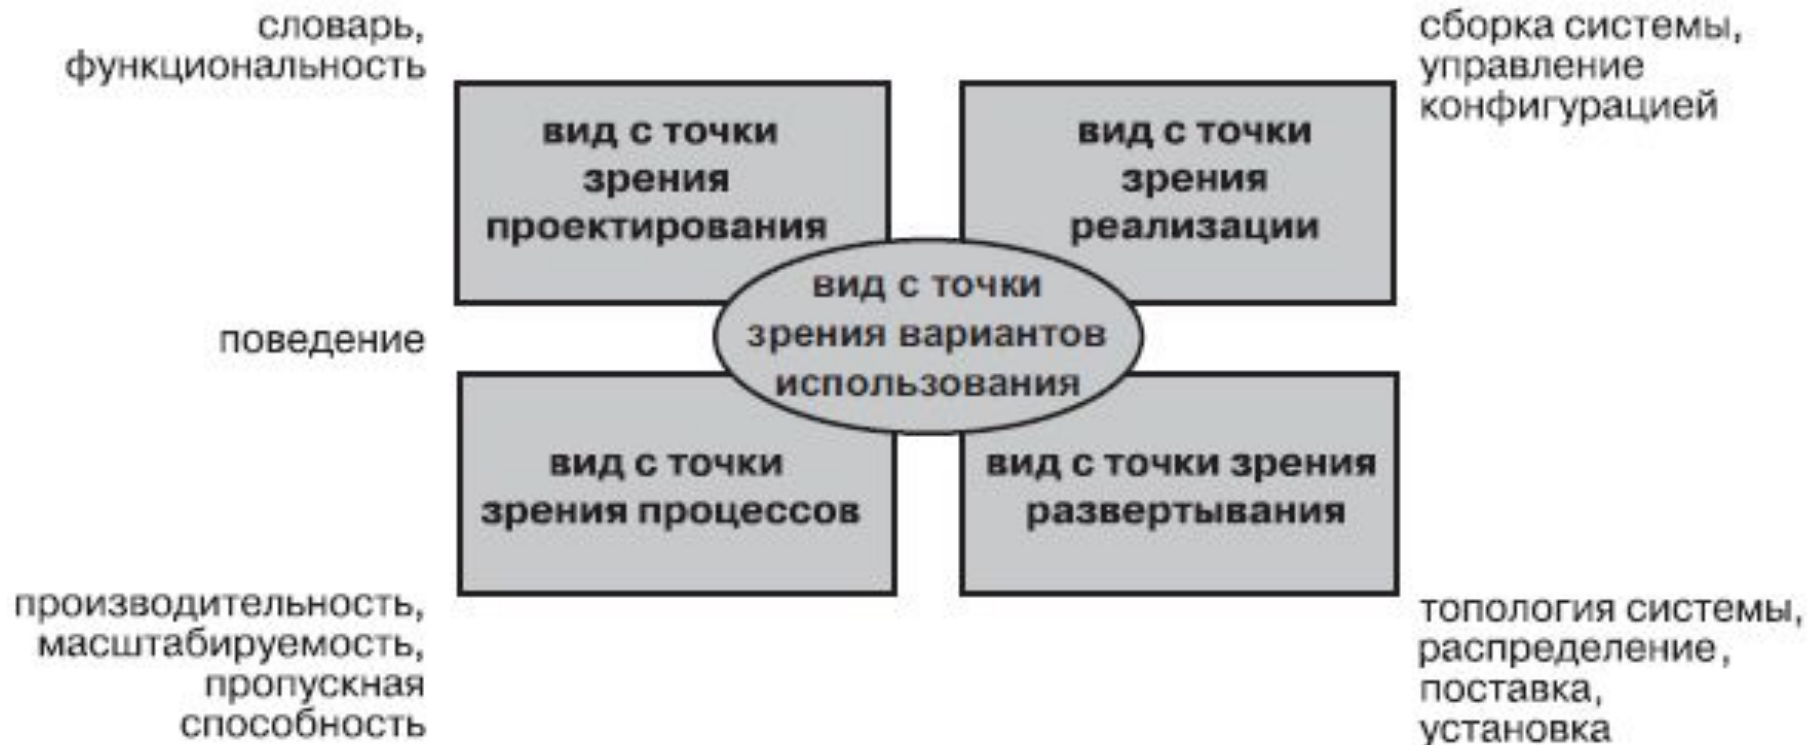 словарь,
функциональность
сборка системы,
управление
конфигурацией
вид с точки
зрения
проектирования
вид с точки
зрения
реализации
вид с точки
зрения вариантов
использования
поведение
вид с точки
зрения процессов
вид с точки зрения
развертывания
производительность,
масштабируемость,
пропускная
способность
топология системы,
распределение,
поставка,
установка